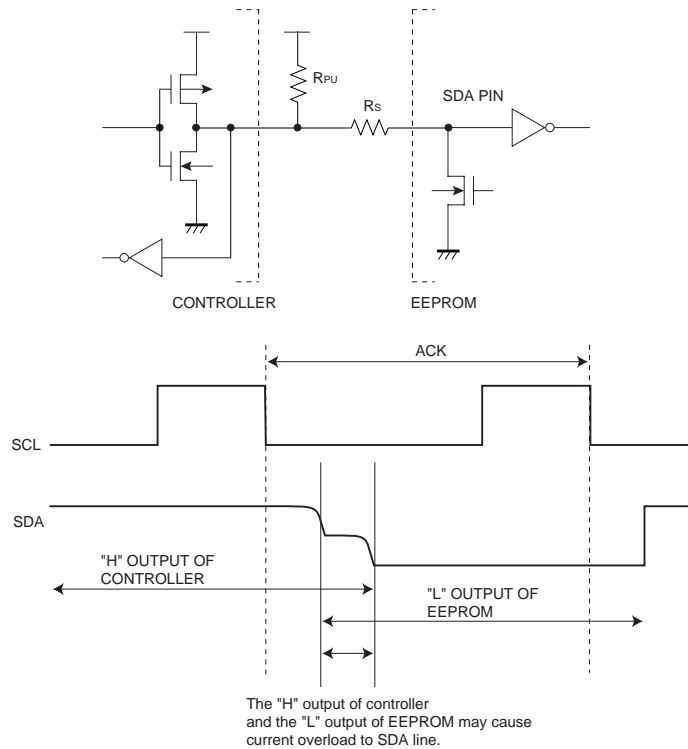 RPU
RS
SDA PIN
CONTROLLER
EEPROM
ACK
SCL
SDA
"H" OUTPUT OF
CONTROLLER
"L" OUTPUT OF
EEPROM
The "H" output of controller
and the "L" output of EEPROM may cause
current overload to SDA line.